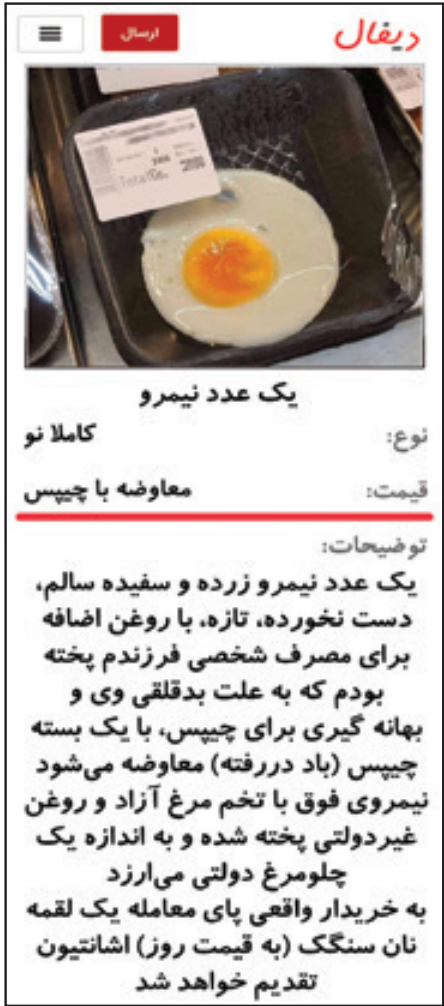 دیفال
ارسال
Total
یک عدد نیمرو
نوع: کاملا نو
قیمت: معاوضه با چیپس
توضیحات:
یک عدد نیمرو زرده و سفیده سالم،
دست نخورده، تازه، با روغن اضافه
برای مصرف شخصی فرزندم پخته
بودم که به علت بدقلقی وی و
بهانه گیری برای چیپس، با یک بسته
چیپس (باد دررفته) معاوضه می‌شود
نیمروی فوق با تخم مرغ آزاد و روغن
غیردولتی پخته شده و به اندازه یک
چلومرغ دولتی می‌ارزد
به خریدار واقعی پای معامله یک لقمه
نان سنگک (به قیمت روز) اشانتیون
تقدیم خواهد شد